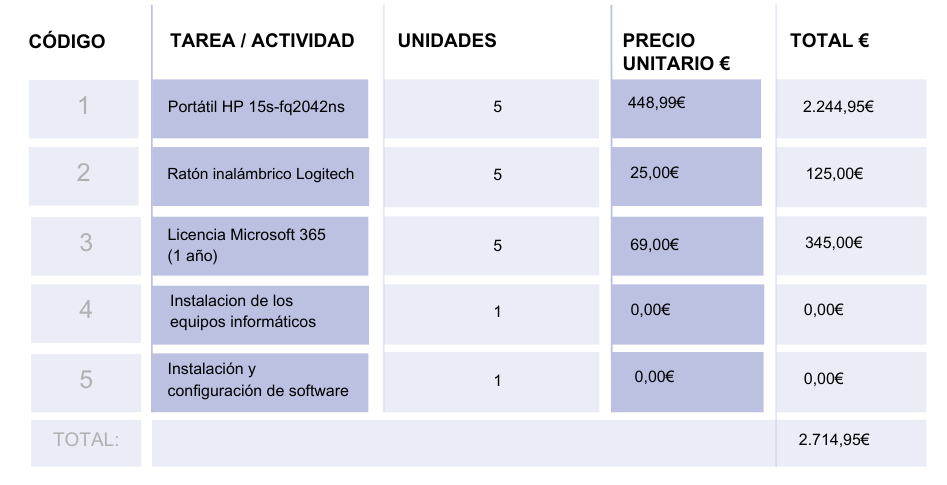 CÓDIGO TAREA / ACTIVIDAD UNIDADES PRECIO UNITARIO € TOTAL €
1 Portátil HP 15s-fq2042ns 5 448,99€ 2.244,95€
2 Ratón inalámbrico Logitech 5 25,00€ 125,00€
3 Licencia Microsoft 365 (1 año) 5 69,00€ 345,00€
4 Instalacion de los equipos informáticos 1 0,00€ 0,00€
5 Instalación y configuración de software 1 0,00€ 0,00€
TOTAL: 2.714,95€